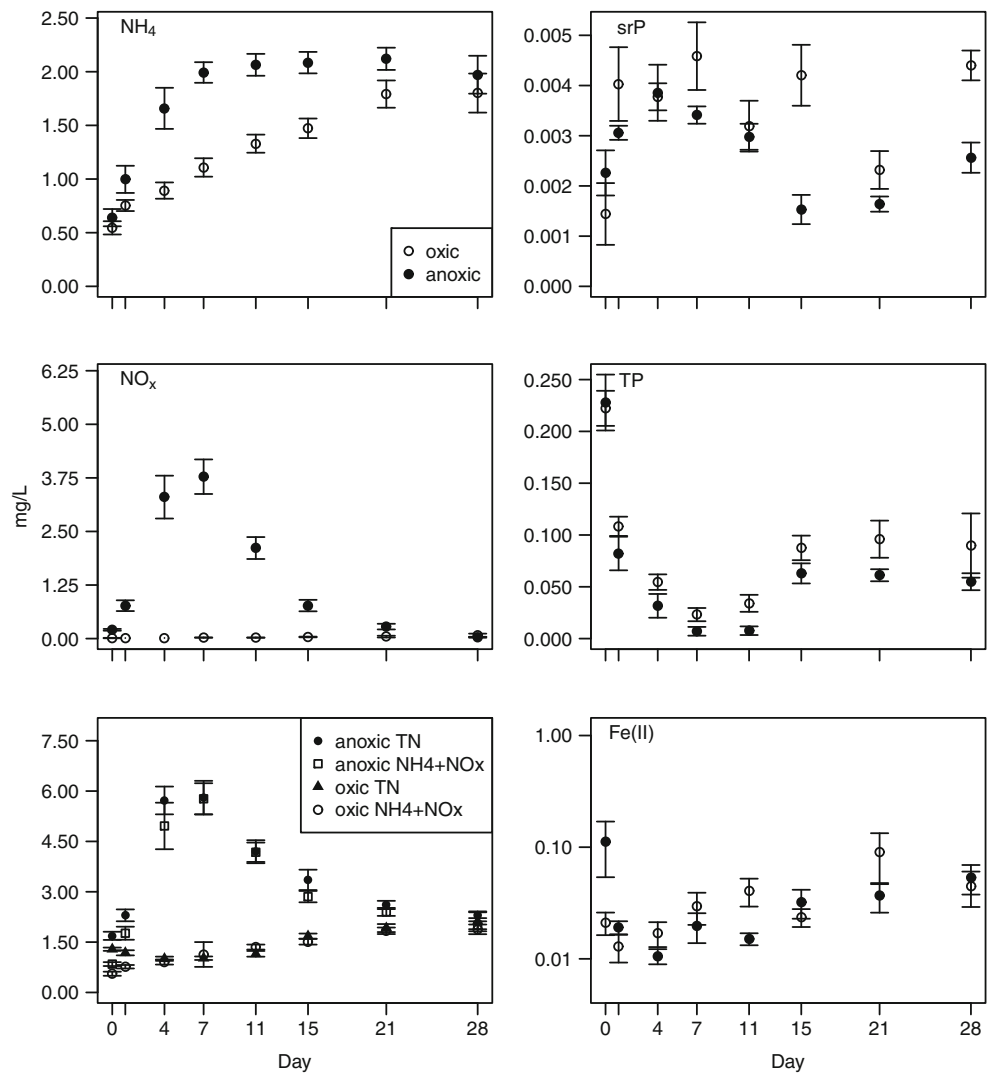 NH4
2.50
2.00
1.50
1.00
0.50
0.00
oxic
anoxic
srP
0.005
0.004
0.003
0.002
0.001
0.000
NOx
6.25
5.00
3.75
2.50
1.25
0.00
mg/L
TP
0.250
0.200
0.150
0.100
0.050
0.000
7.50
6.00
4.50
3.00
1.50
0.00
anoxic TN
anoxic NH4+NOx
oxic TN
oxic NH4+NOx
0 4 7 11 15 21 28
Day
Fe(II)
1.00
0.10
0.01
0 4 7 11 15 21 28
Day